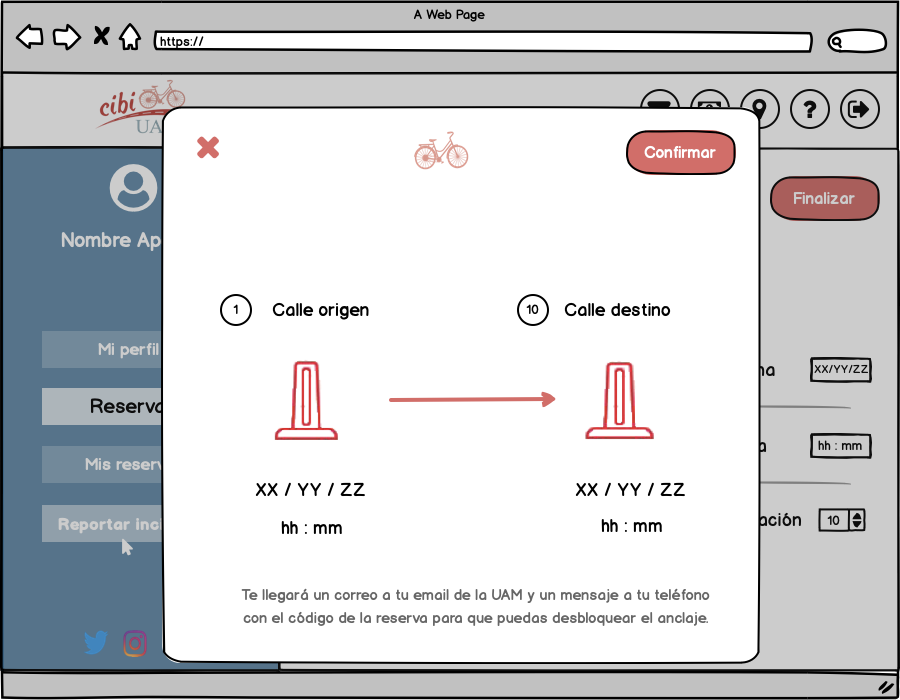 A Web Page
https://
cibi
UA
Confirmar
Finalizar
Nombre Ap
1 Calle origen
10 Calle destino
Mi perfil
Reserva
Mis reserv
Reportar inci
XX / YY / ZZ
hh : mm
XX / YY / ZZ
hh : mm
na XX/YY/ZZ
a hh : mm
ación 10
Te llegará un correo a tu email de la UAM y un mensaje a tu teléfono
con el código de la reserva para que puedas desbloquear el anclaje.